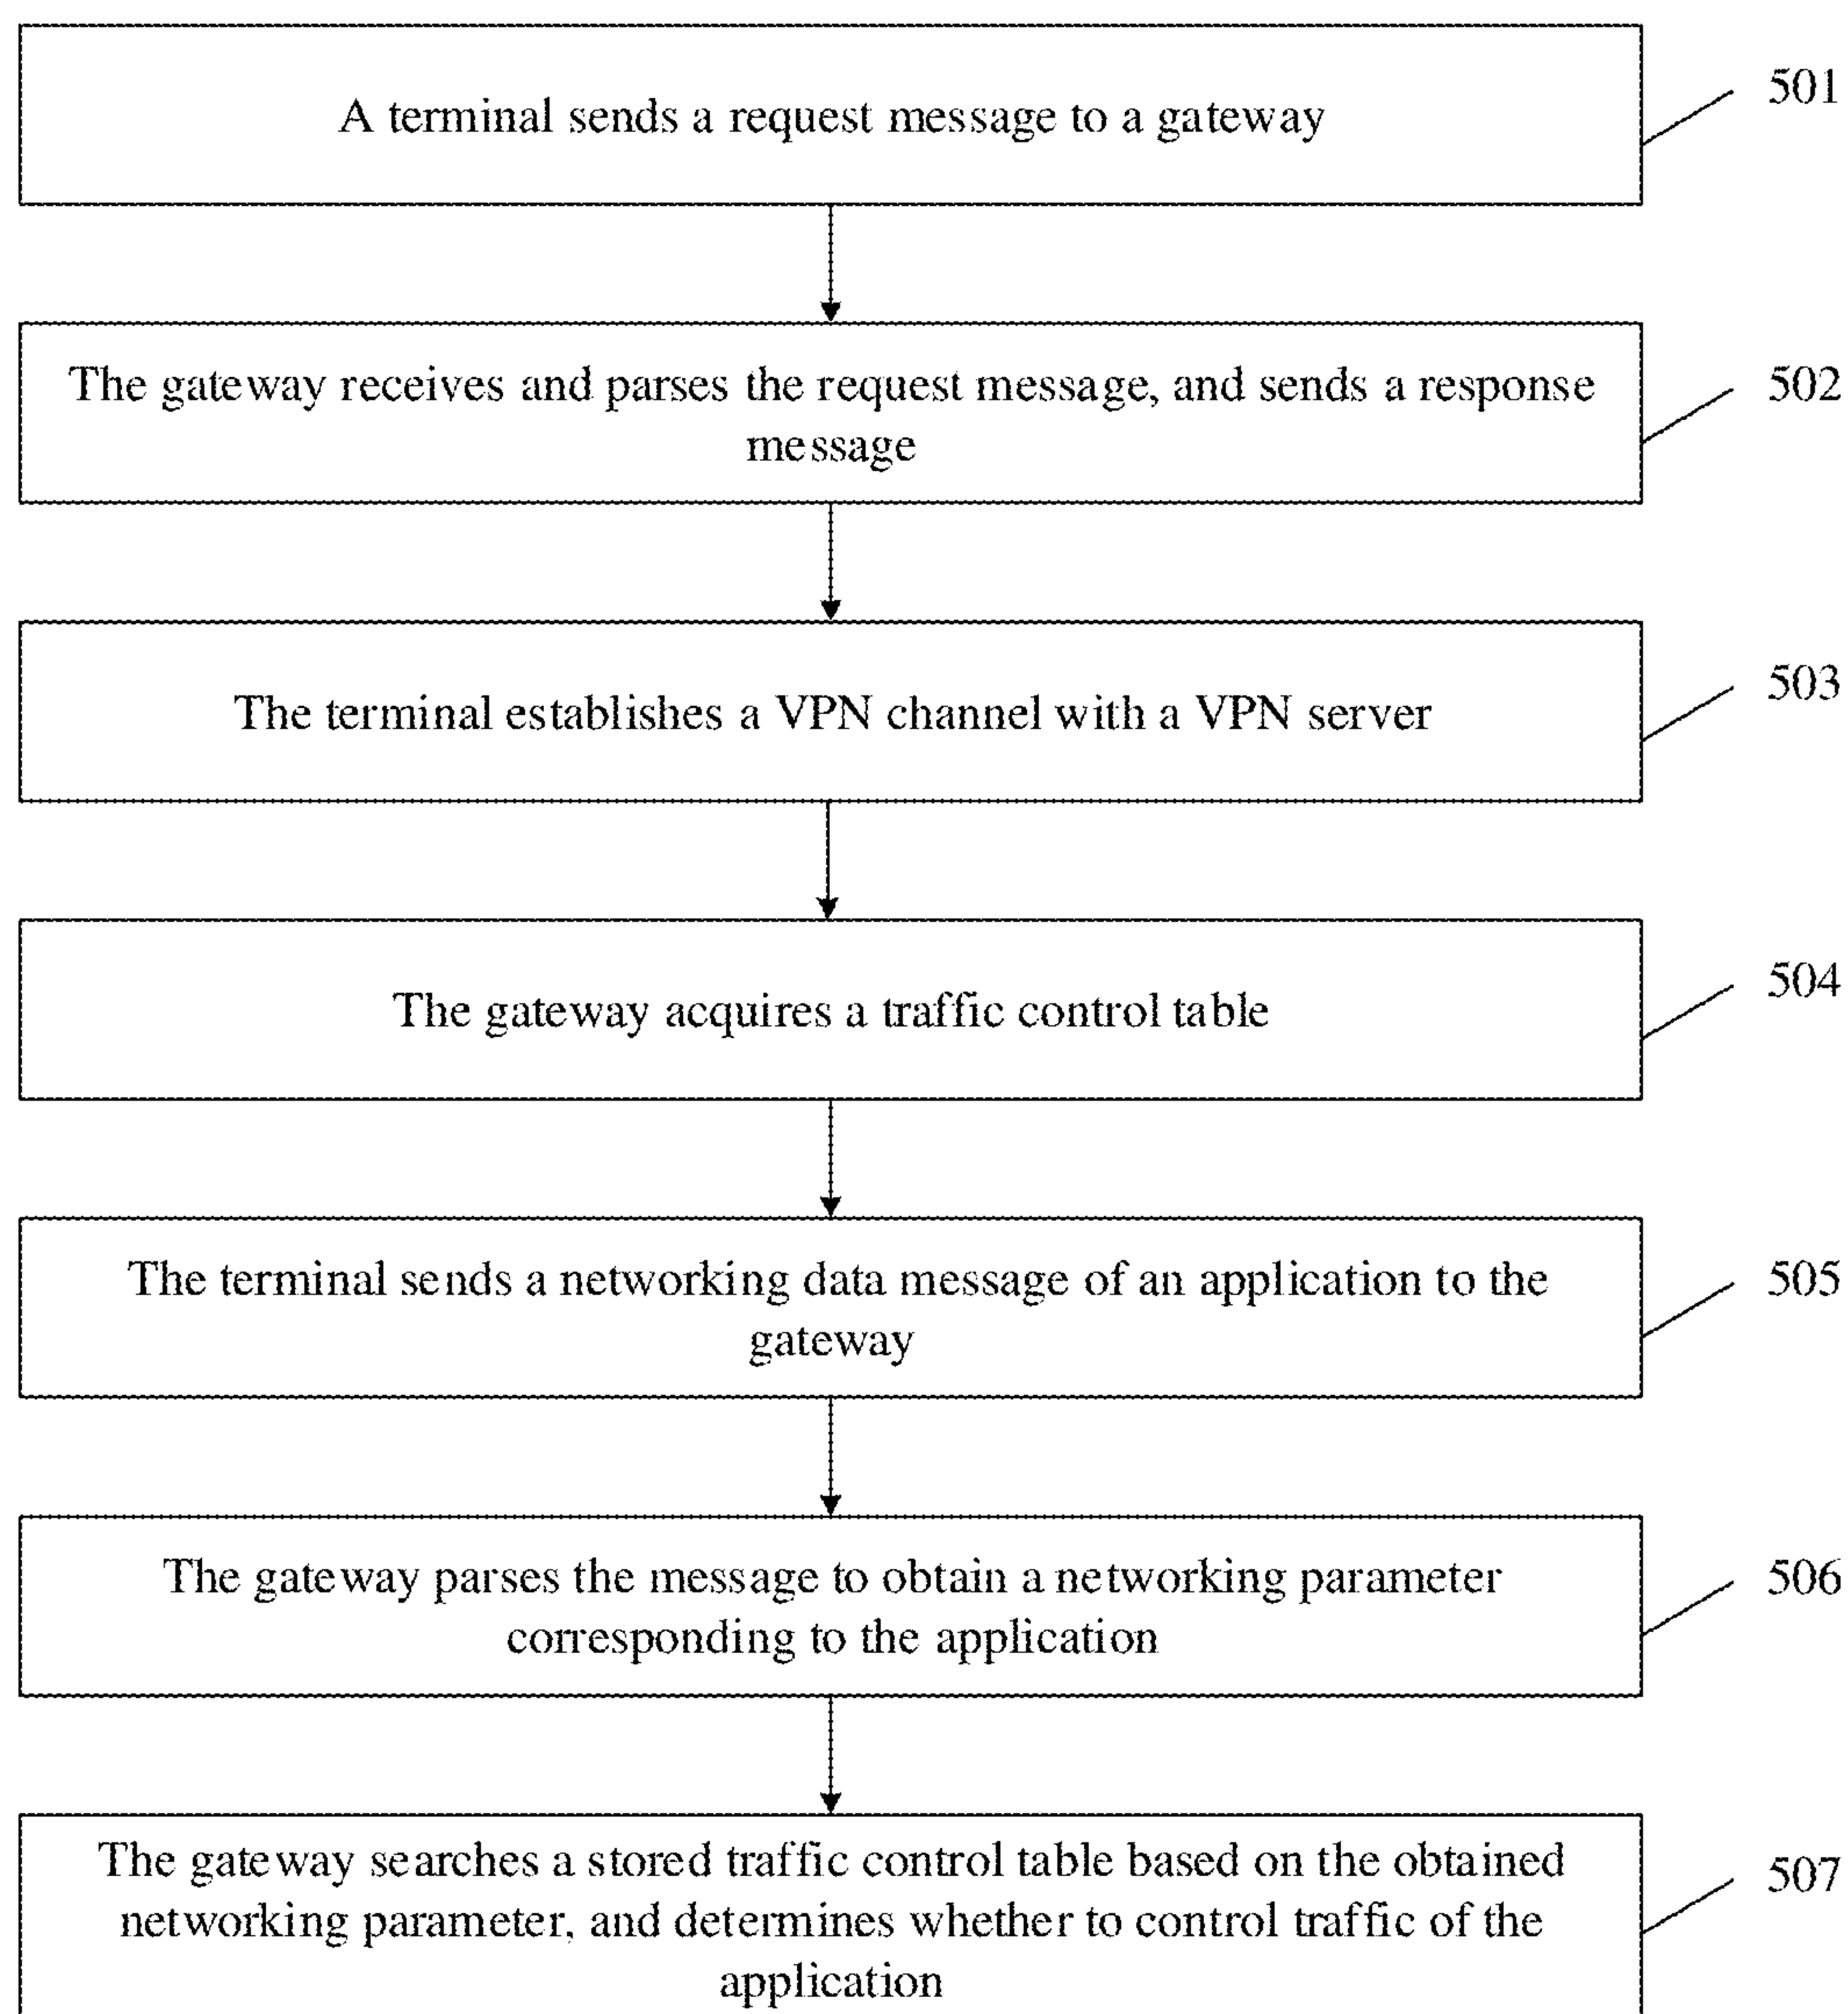 A terminal sends a request message to a gateway
501
The gateway receives and parses the request message, and sends a response
message
502
The terminal establishes a VPN channel with a VPN server
503
The gateway acquires a traffic control table
504
The terminal sends a networking data message of an application to the
gateway
505
The gateway parses the message to obtain a networking parameter
corresponding to the application
506
The gateway searches a stored traffic control table based on the obtained
networking parameter, and determines whether to control traffic of the
application
507